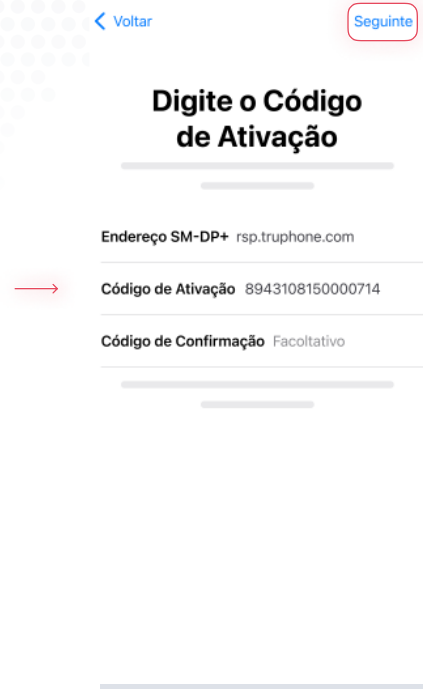 Voltar
Seguinte
Digite o Código
de Ativação
Endereço SM-DP+ rsp.truphone.com
Código de Ativação 8943108150000714
Código de Confirmação Facoltativo